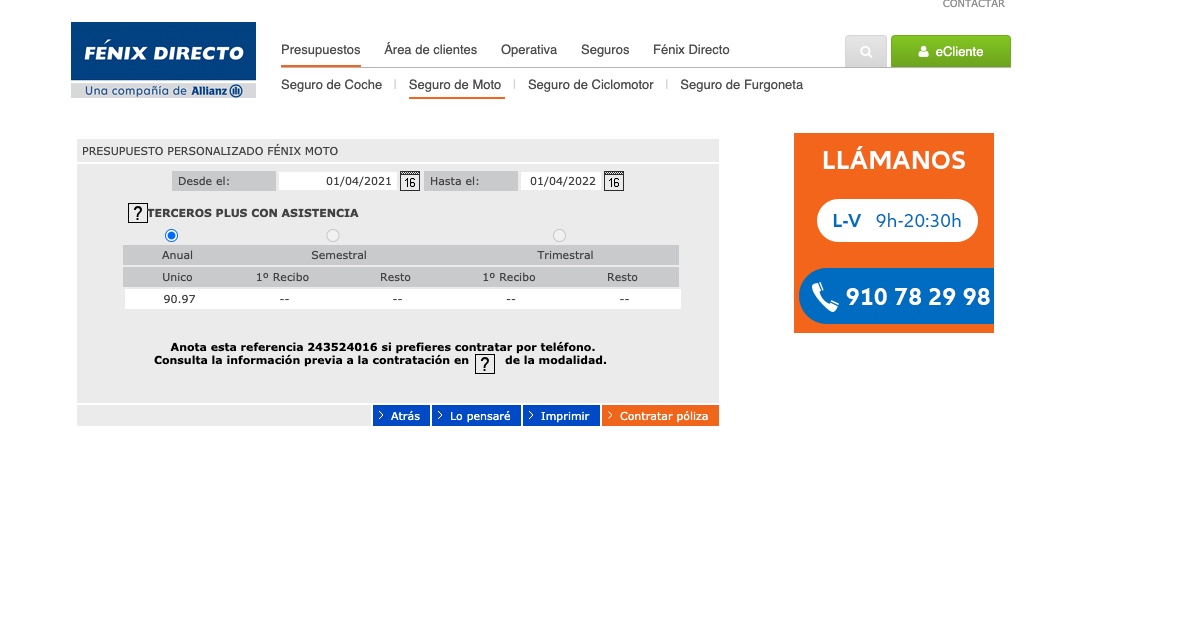 CONTACTAR
FÉNIX DIRECTO
Una compañía de Allianz
Presupuestos Área de clientes Operativa Seguros Fénix Directo
eCliente
Seguro de Coche Seguro de Moto Seguro de Ciclomotor Seguro de Furgoneta
PRESUPUESTO PERSONALIZADO FÉNIX MOTO
Desde el: 01/04/2021 16 Hasta el: 01/04/2022 16
? TERCEROS PLUS CON ASISTENCIA
Anual Semestral Trimestral
Unico 1º Recibo Resto 1º Recibo Resto
90.97 -- -- -- --
Anota esta referencia 243524016 si prefieres contratar por teléfono.
Consulta la información previa a la contratación en ? de la modalidad.
Atrás Lo pensaré Imprimir Contratar póliza
LLÁMANOS
L-V 9h-20:30h
910 78 29 98